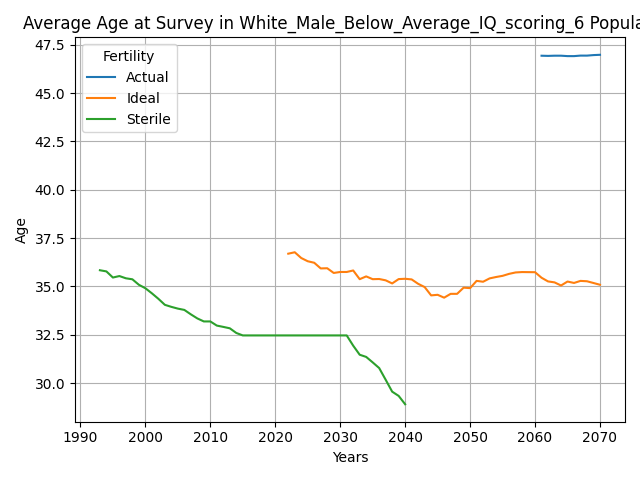 Average Age at Survey in White_Male_Below_Average_IQ_scoring_6 Popula
47.5
45.0
42.5
40.0
37.5
35.0
32.5
30.0
Age
Fertility
Actual
Ideal
Sterile
1990 2000 2010 2020 2030 2040 2050 2060 2070
Years